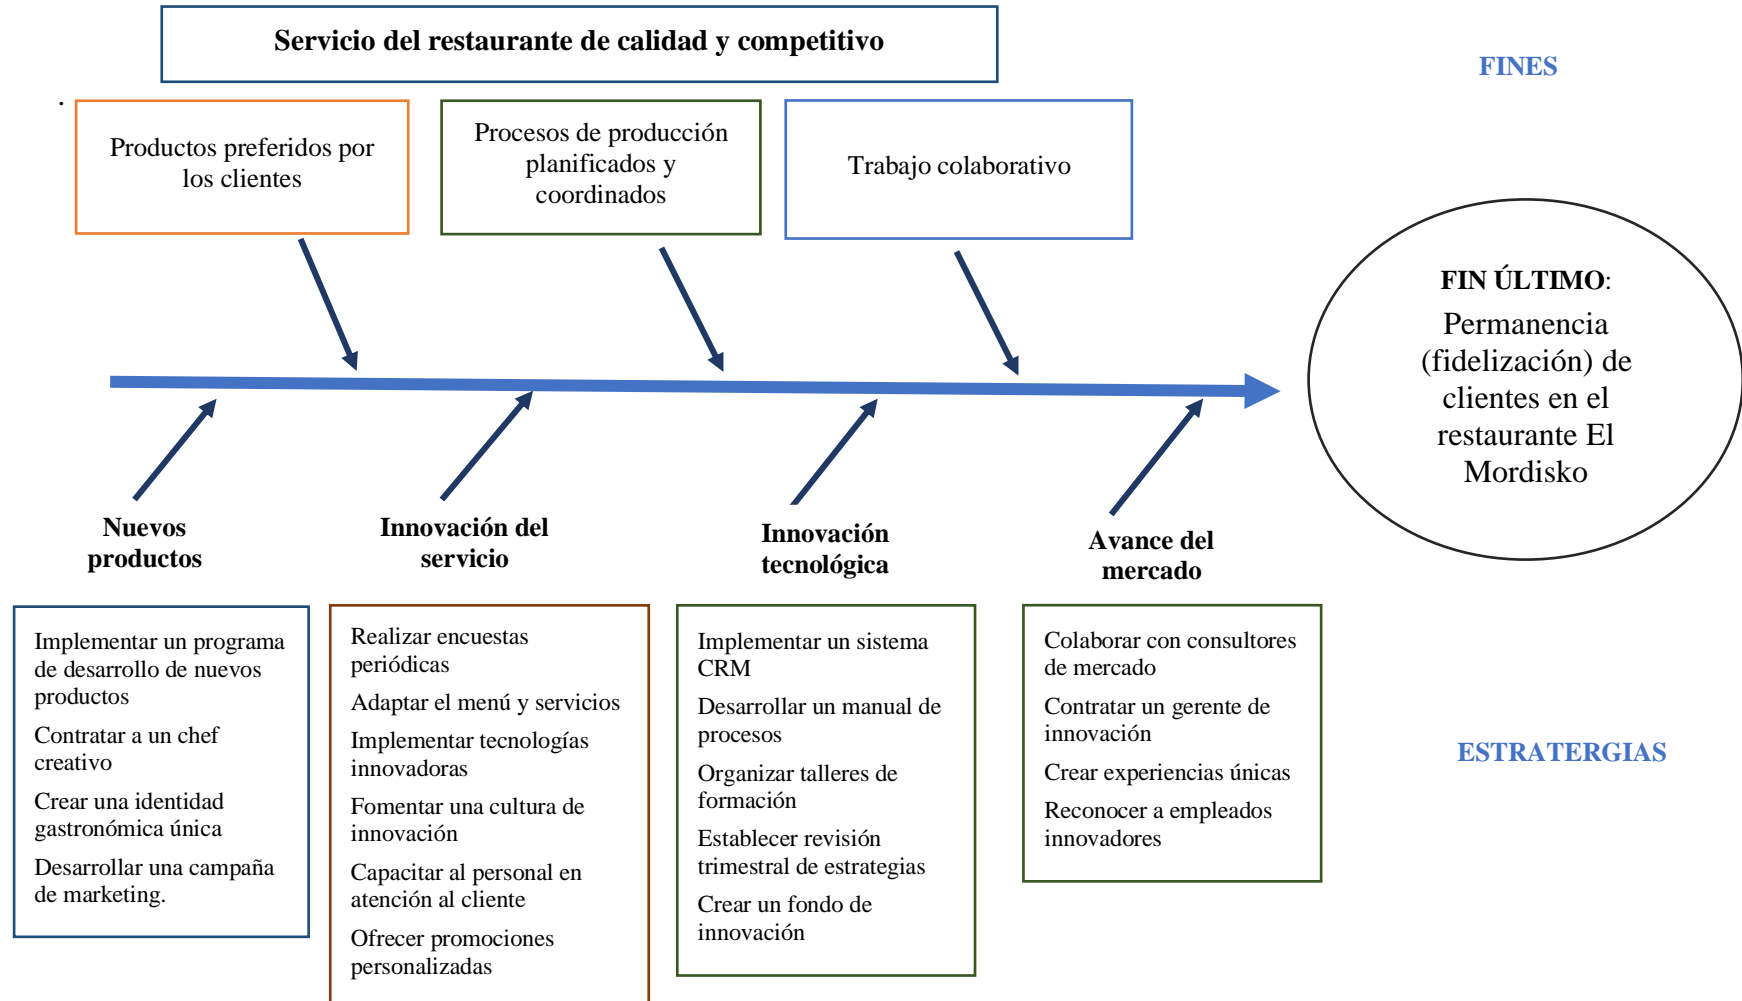 Servicio del restaurante de calidad y competitivo
FINES
.
Productos preferidos por
los clientes
Procesos de producción
planificados y
coordinados
Trabajo colaborativo
FIN ÚLTIMO:
Permanencia
(fidelización) de
clientes en el
restaurante El
Mordisko
Nuevos
productos
Innovación del
servicio
Innovación
tecnológica
Avance del
mercado
Implementar un programa
de desarrollo de nuevos
productos
Contratar a un chef
creativo
Crear una identidad
gastronómica única
Desarrollar una campaña
de marketing.
Realizar encuestas
periódicas
Adaptar el menú y servicios
Implementar tecnologías
innovadoras
Fomentar una cultura de
innovación
Capacitar al personal en
atención al cliente
Ofrecer promociones
personalizadas
Implementar un sistema
CRM
Desarrollar un manual de
procesos
Organizar talleres de
formación
Establecer revisión
trimestral de estrategias
Crear un fondo de
innovación
Colaborar con consultores
de mercado
Contratar un gerente de
innovación
Crear experiencias únicas
Reconocer a empleados
innovadores
ESTRATERGIAS